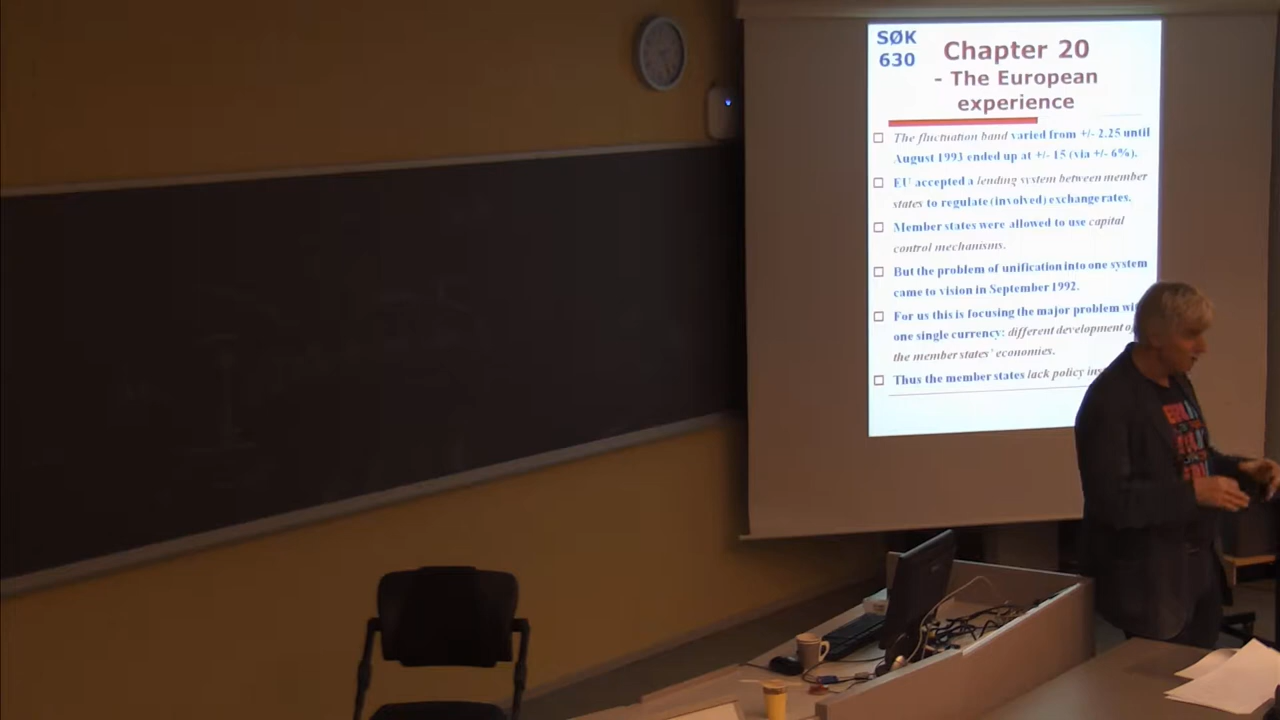 SØK
630
Chapter 20
- The European
experience
The fluctuation band varied from +/- 2.25 until
August 1993 ended up at +/- 15 (via +/- 6%).
EU accepted a lending system between member
states to regulate (involved) exchange rates.
Member states were allowed to use capital
control mechanisms.
But the problem of unification into one system
came to vision in September 1992.
For us this is focusing the major problem
one single currency: different development
the member states' economies.
Thus the member states lack policy